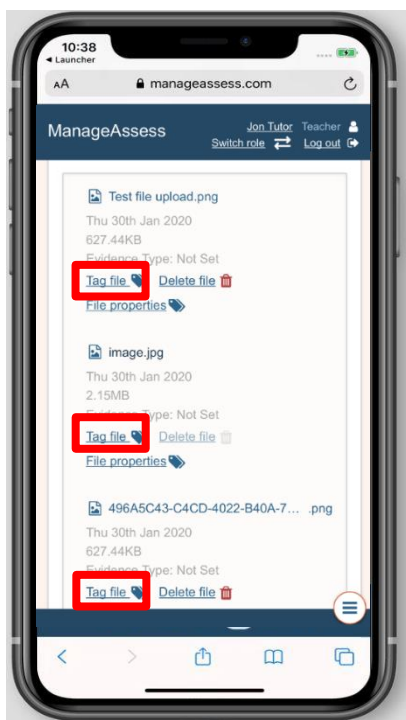 10:38
◀ Launcher
AA manageassess.com
ManageAssess Jon Tutor Teacher
Switch role Log out
Test file upload.png
Thu 30th Jan 2020
627.44KB
Evidence Type: Not Set
Tag file Delete file
File properties
image.jpg
Thu 30th Jan 2020
2.15MB
Evidence Type: Not Set
Tag file Delete file
File properties
496A5C43-C4CD-4022-B40A-7... .png
Thu 30th Jan 2020
627.44KB
Evidence Type: Not Set
Tag file Delete file